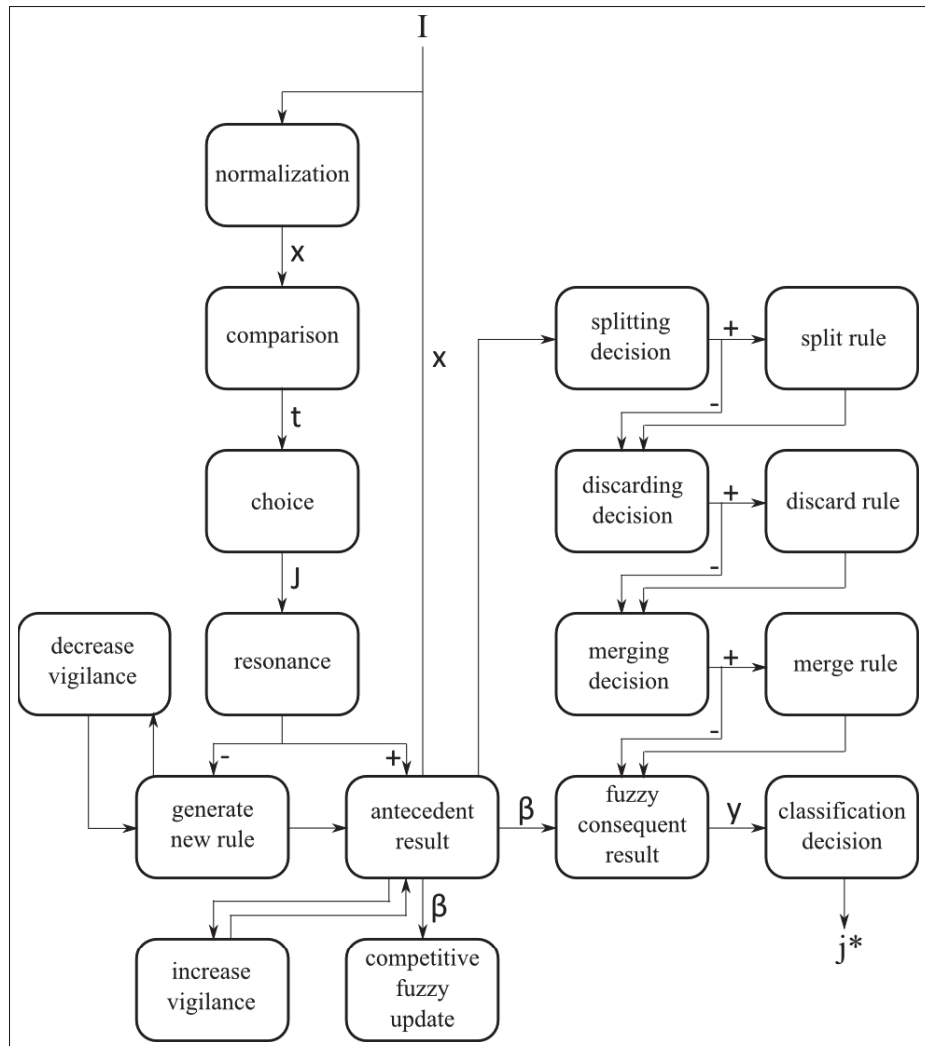 I
normalization
x
comparison
t
choice
J
resonance
decrease
vigilance
-
+
generate
new rule
antecedent
result
increase
vigilance
β
competitive
fuzzy
update
x
splitting
decision
+
split rule
-
discarding
decision
+
discard rule
-
merging
decision
+
merge rule
-
β
fuzzy
consequent
result
y
classification
decision
j*